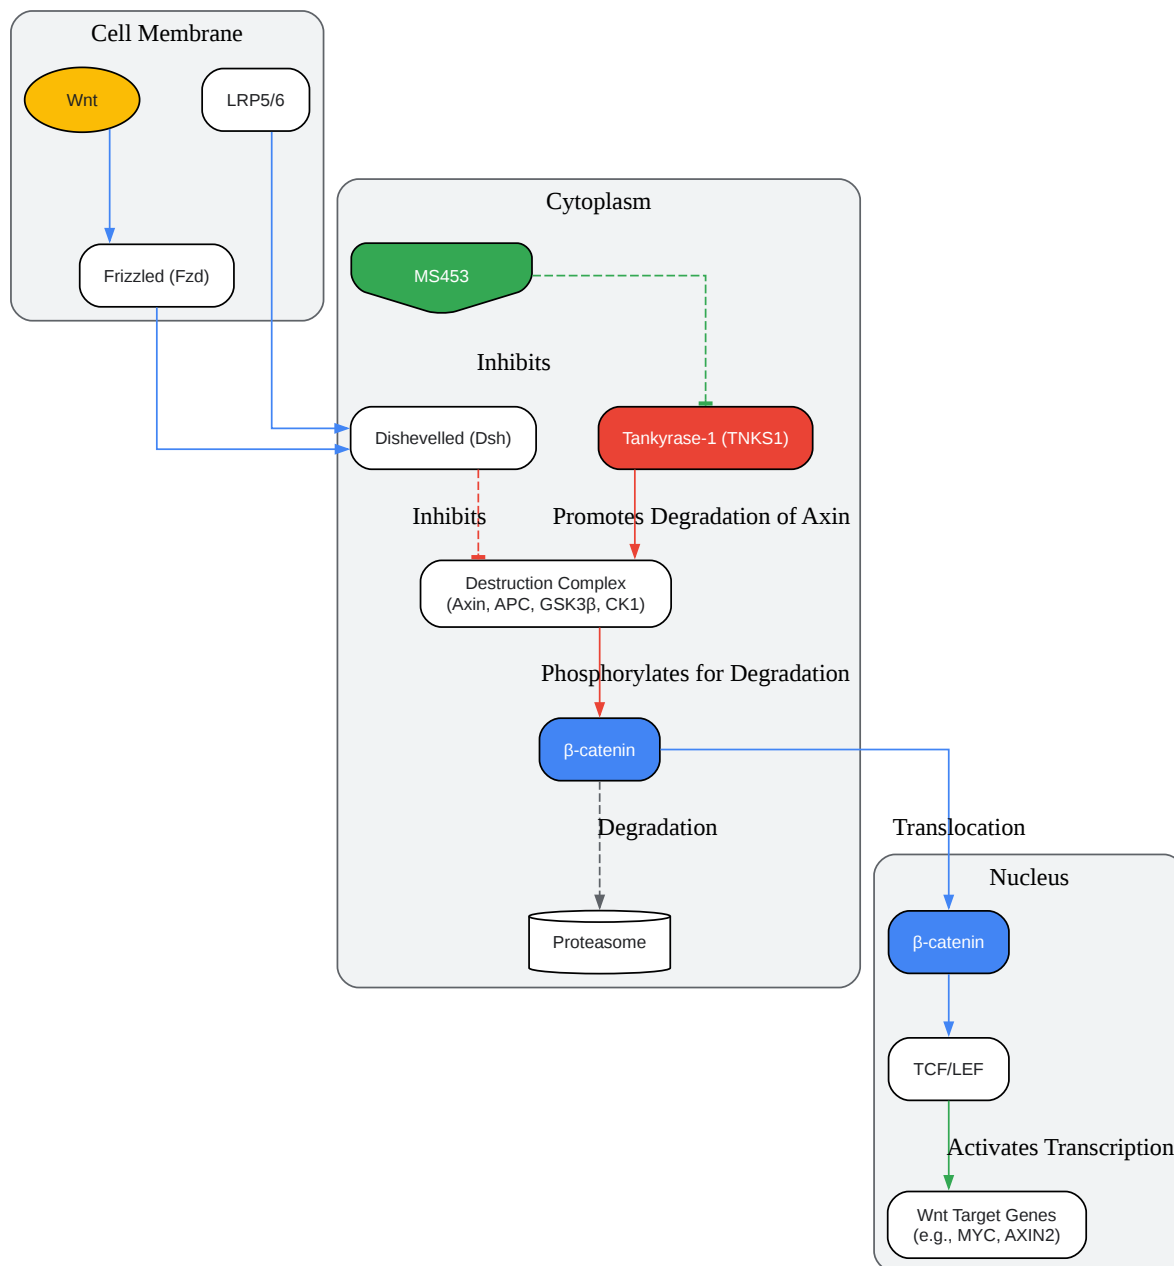 Cell Membrane
Wnt
LRP5/6
Frizzled (Fzd)
Cytoplasm
MS453
Inhibits
Dishevelled (Dsh)
Tankyrase-1 (TNKS1)
Inhibits
Promotes Degradation of Axin
Destruction Complex
(Axin, APC, GSK3β, CK1)
Phosphorylates for Degradation
β-catenin
Degradation
Translocation
Proteasome
Nucleus
β-catenin
TCF/LEF
Activates Transcription
Wnt Target Genes
(e.g., MYC, AXIN2)